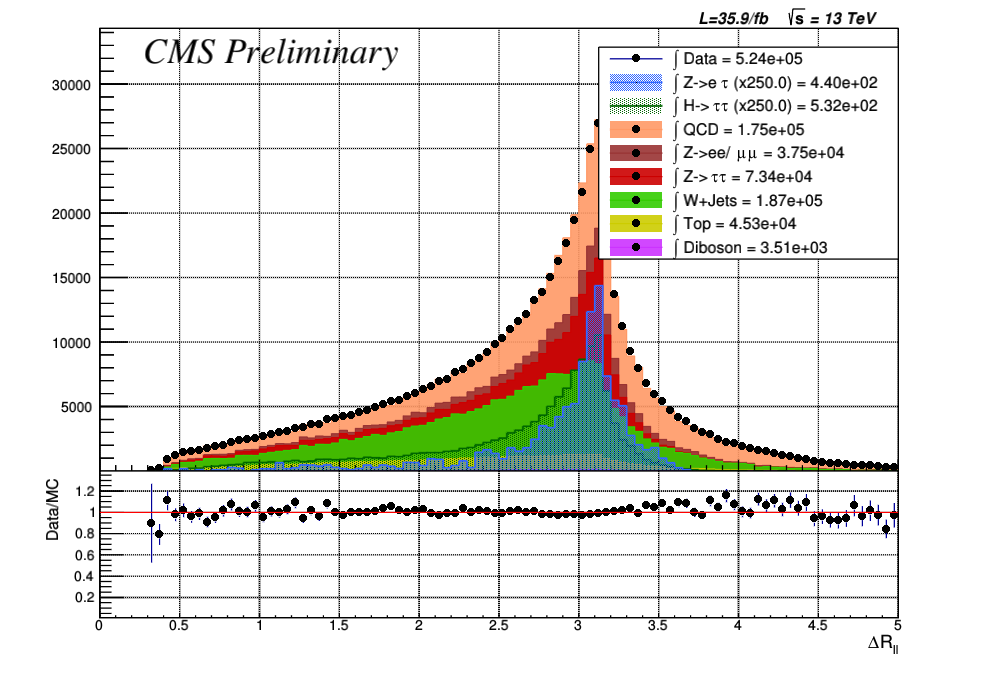 L=35.9/fb √s = 13 TeV
CMS Preliminary
∫ Data = 5.24e+05
∫ Z->e τ (x250.0) = 4.40e+02
∫ H-> ττ (x250.0) = 5.32e+02
∫ QCD = 1.75e+05
∫ Z->ee/ μμ = 3.75e+04
∫ Z-> ττ = 7.34e+04
∫ W+Jets = 1.87e+05
∫ Top = 4.53e+04
∫ Diboson = 3.51e+03
30000
25000
20000
15000
10000
5000
Data/MC
1.2
1
0.8
0.6
0.4
0.2
0 0.5 1 1.5 2 2.5 3 3.5 4 4.5 5
ΔR_ll